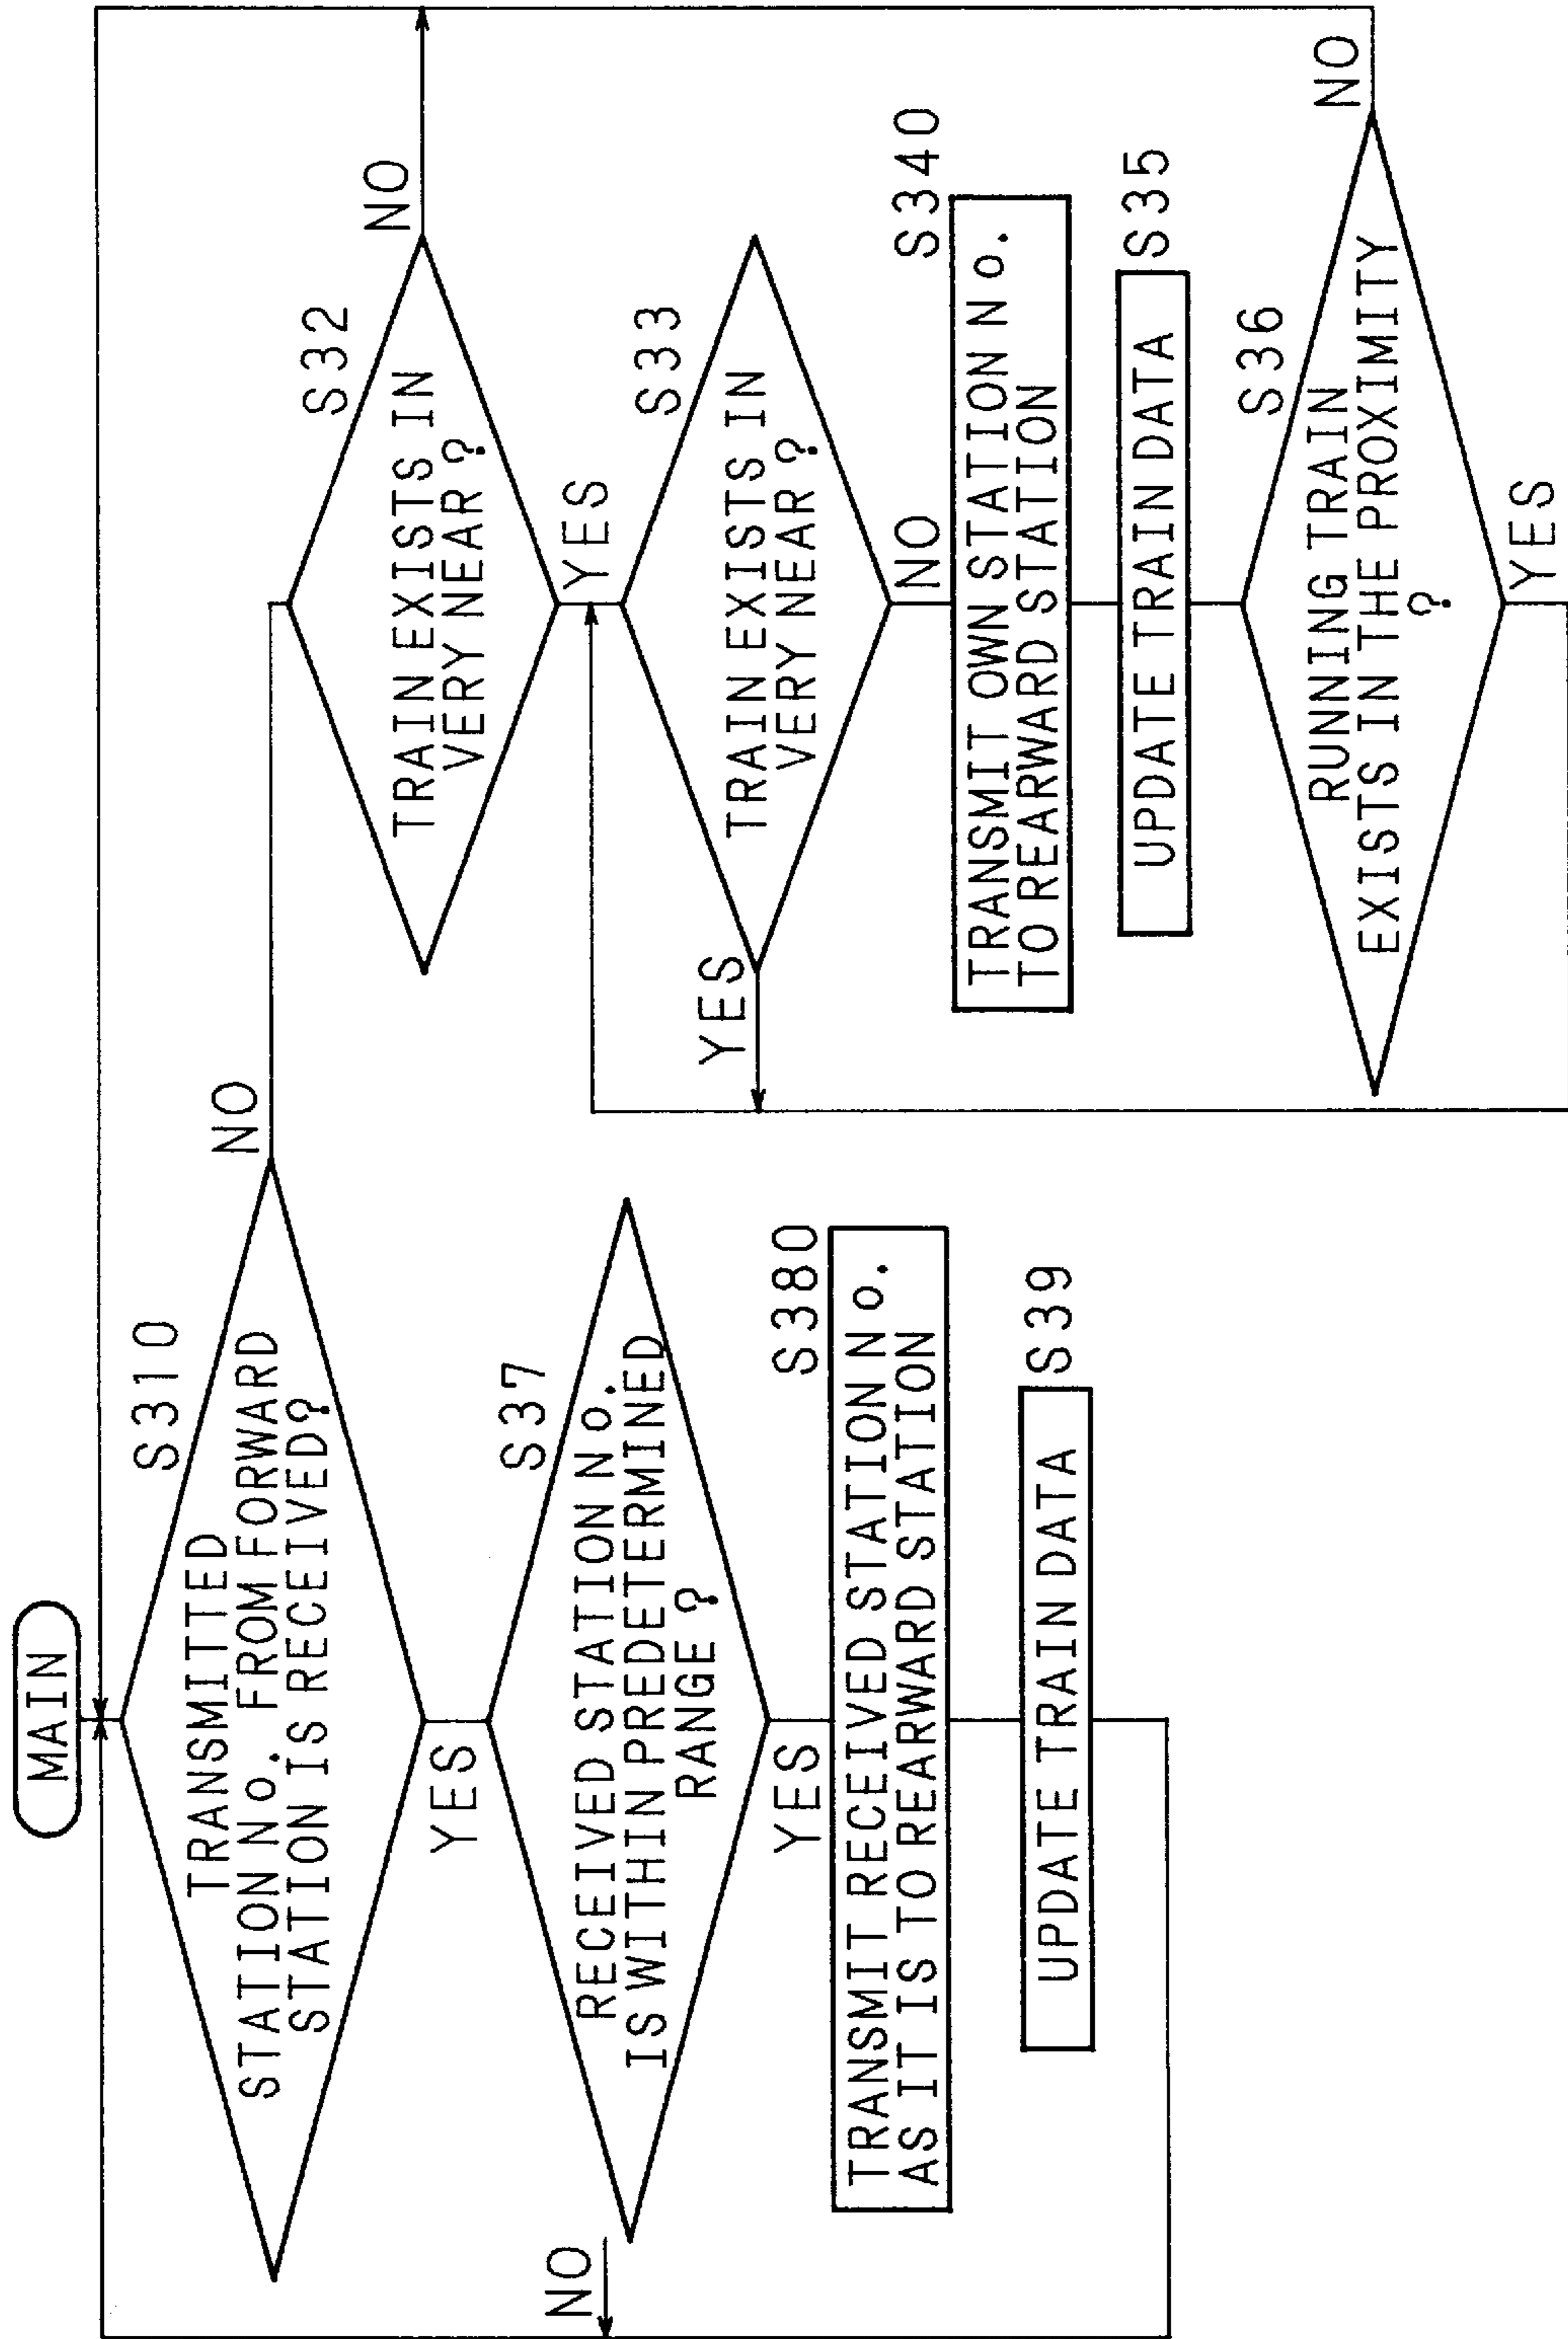 MAIN
S310
TRANSMITTED
STATION No. FROM FORWARD
STATION IS RECEIVED?
NO
YES
S37
RECEIVED STATION No.
IS WITHIN PREDETERMINED
RANGE ?
NO
YES
S380
TRANSMIT RECEIVED STATION No.
AS IT IS TO REARWARD STATION
S39
UPDATE TRAIN DATA
S32
TRAIN EXISTS IN
VERY NEAR ?
NO
YES
S33
TRAIN EXISTS IN
VERY NEAR ?
YES
NO
S340
TRANSMIT OWN STATION No.
TO REARWARD STATION
S35
UPDATE TRAIN DATA
S36
RUNNING TRAIN
EXISTS IN THE PROXIMITY
?
NO
YES